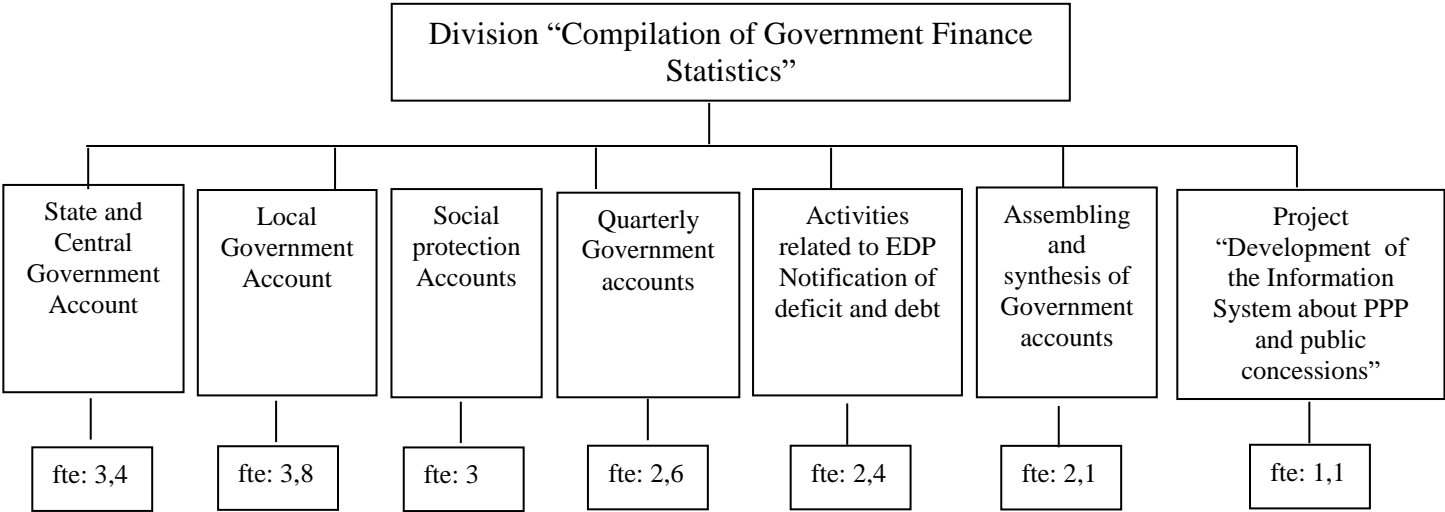 Division “Compilation of Government Finance
Statistics”
State and
Central
Government
Account
Local
Government
Account
Social
protection
Accounts
Quarterly
Government
accounts
Activities
related to EDP
Notification of
deficit and debt
Assembling
and
synthesis of
Government
accounts
Project
“Development of
the Information
System about PPP
and public
concessions”
fte: 3,4
fte: 3,8
fte: 3
fte: 2,6
fte: 2,4
fte: 2,1
fte: 1,1